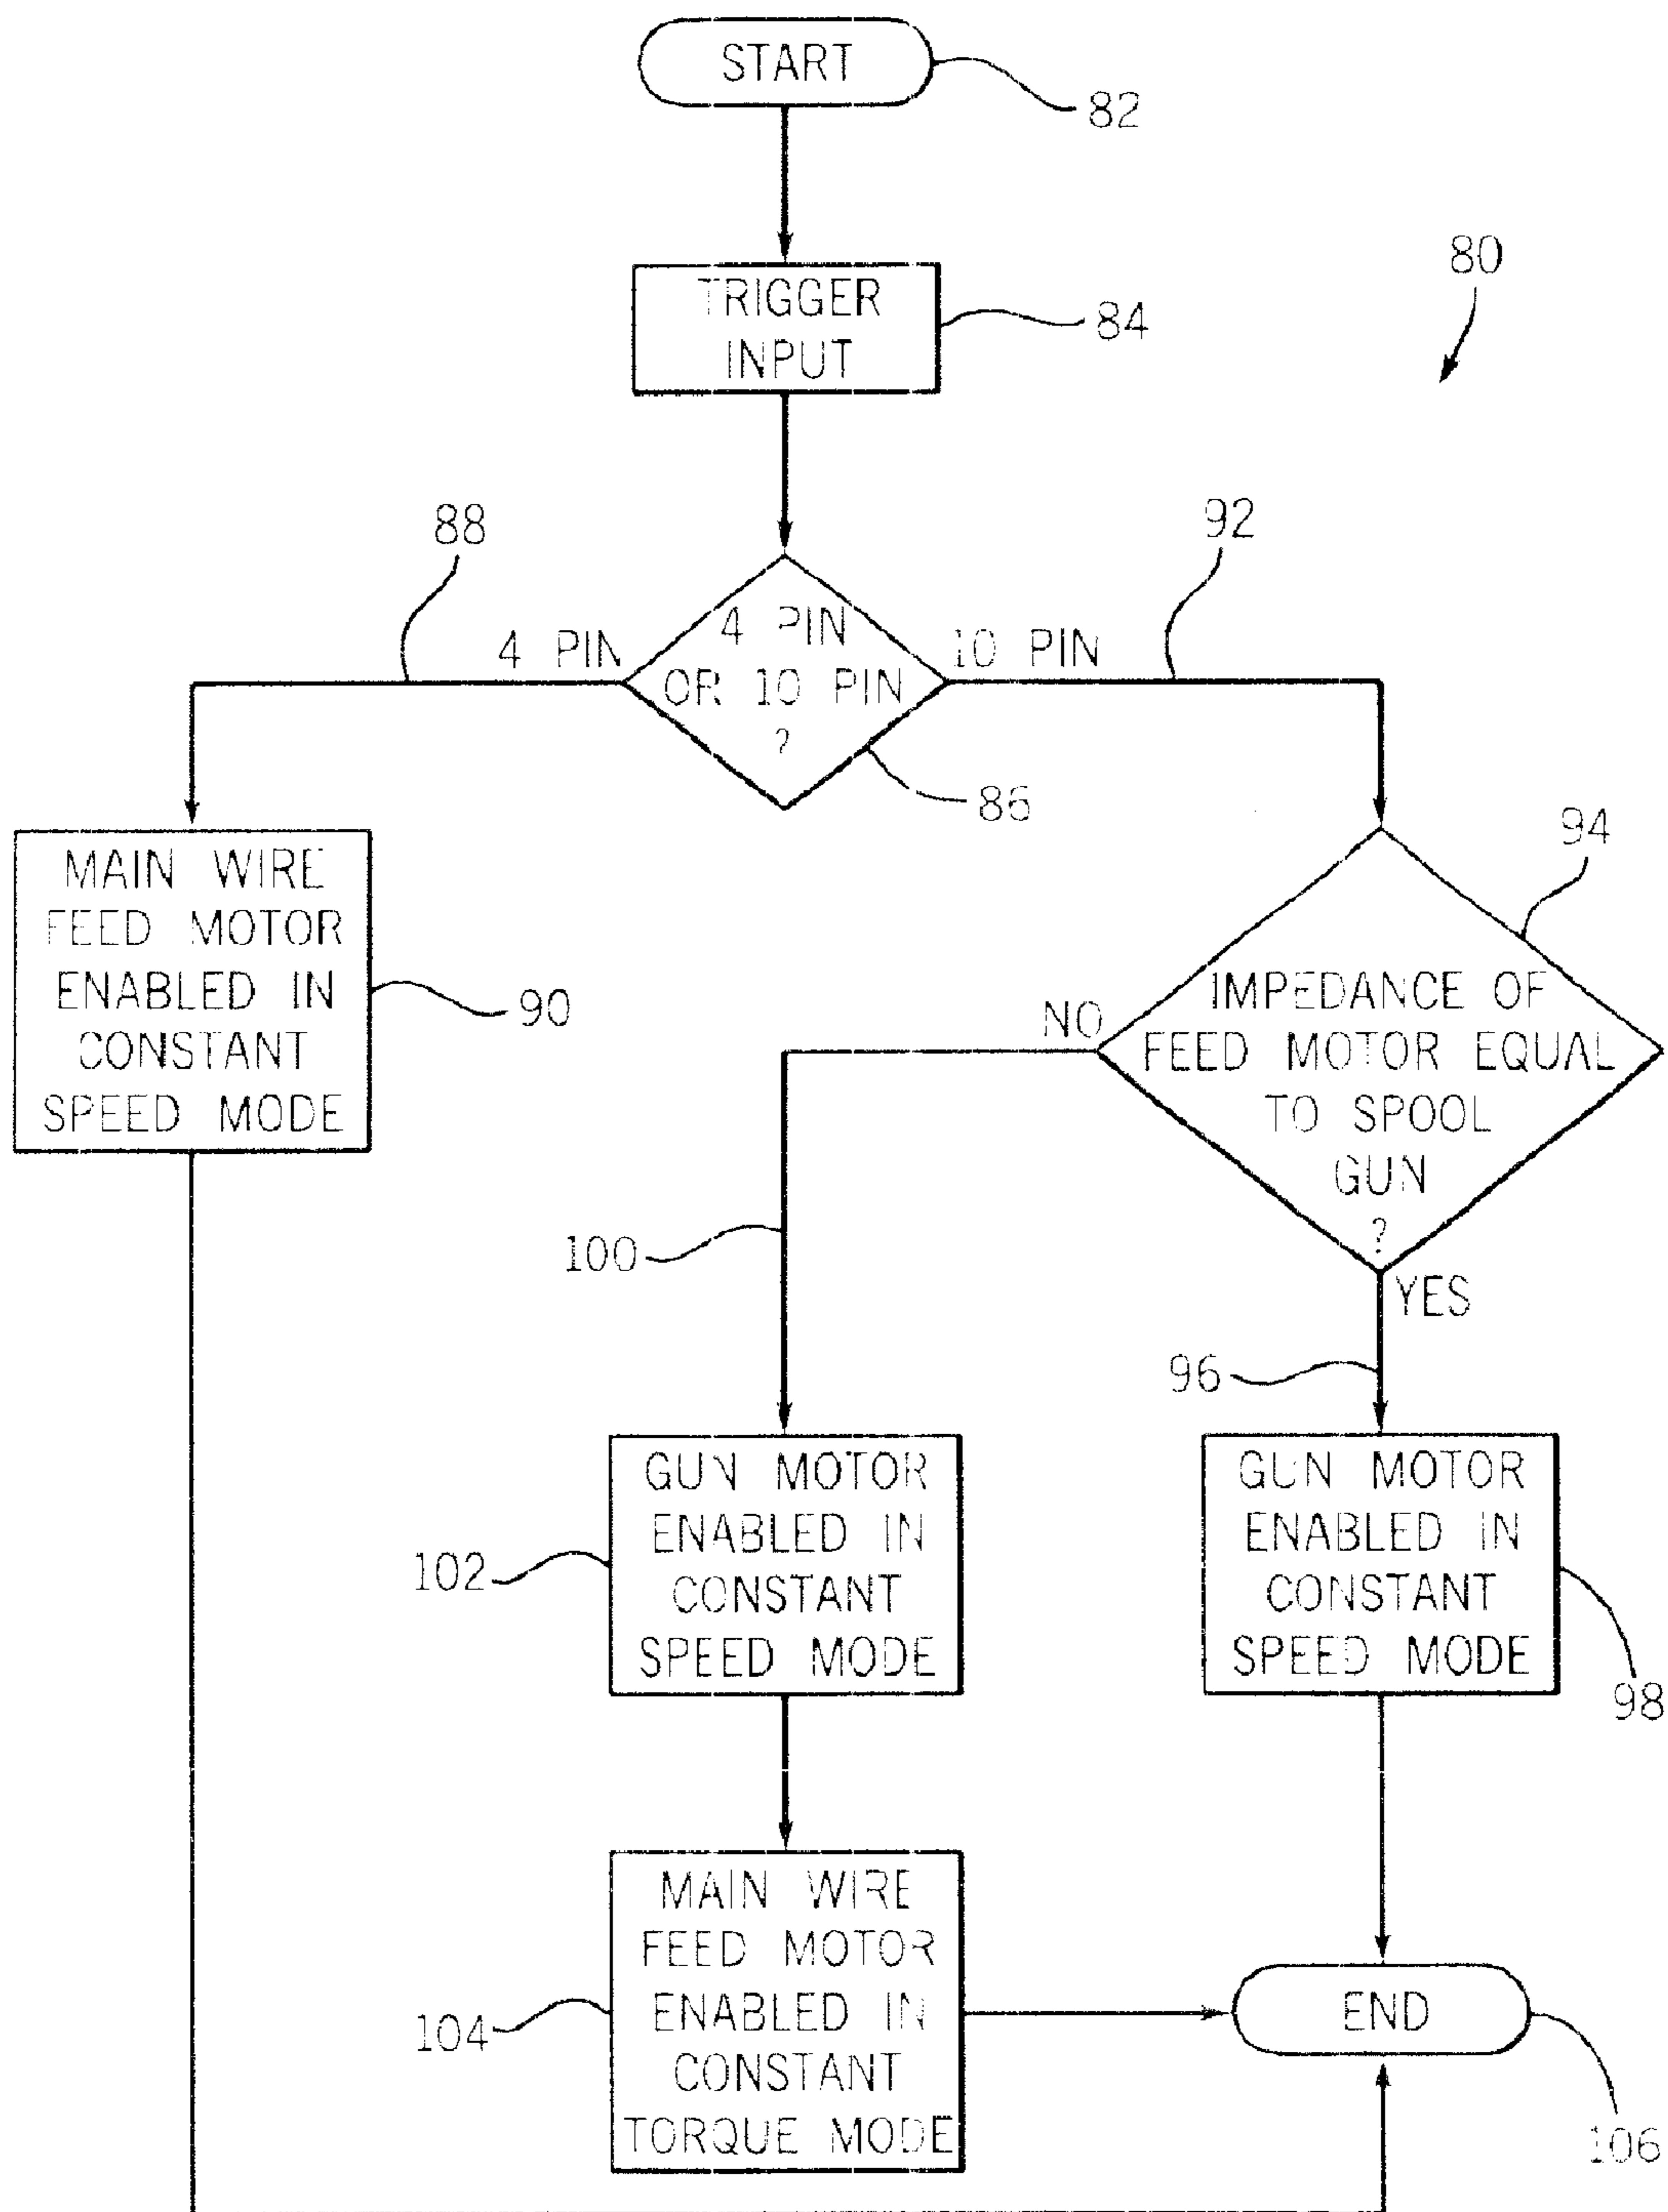 START
82
TRIGGER
INPUT
84
80
88
92
4 PIN
4 PIN
OR 10 PIN
?
10 PIN
86
94
MAIN WIRE
FEED MOTOR
ENABLED IN
CONSTANT
SPEED MODE
90
IMPEDANCE OF
FEED MOTOR EQUAL
TO SPOOL
GUN
?
NO
100
YES
96
GUN MOTOR
ENABLED IN
CONSTANT
SPEED MODE
102
GUN MOTOR
ENABLED IN
CONSTANT
SPEED MODE
98
MAIN WIRE
FEED MOTOR
ENABLED IN
CONSTANT
TORQUE MODE
104
END
106